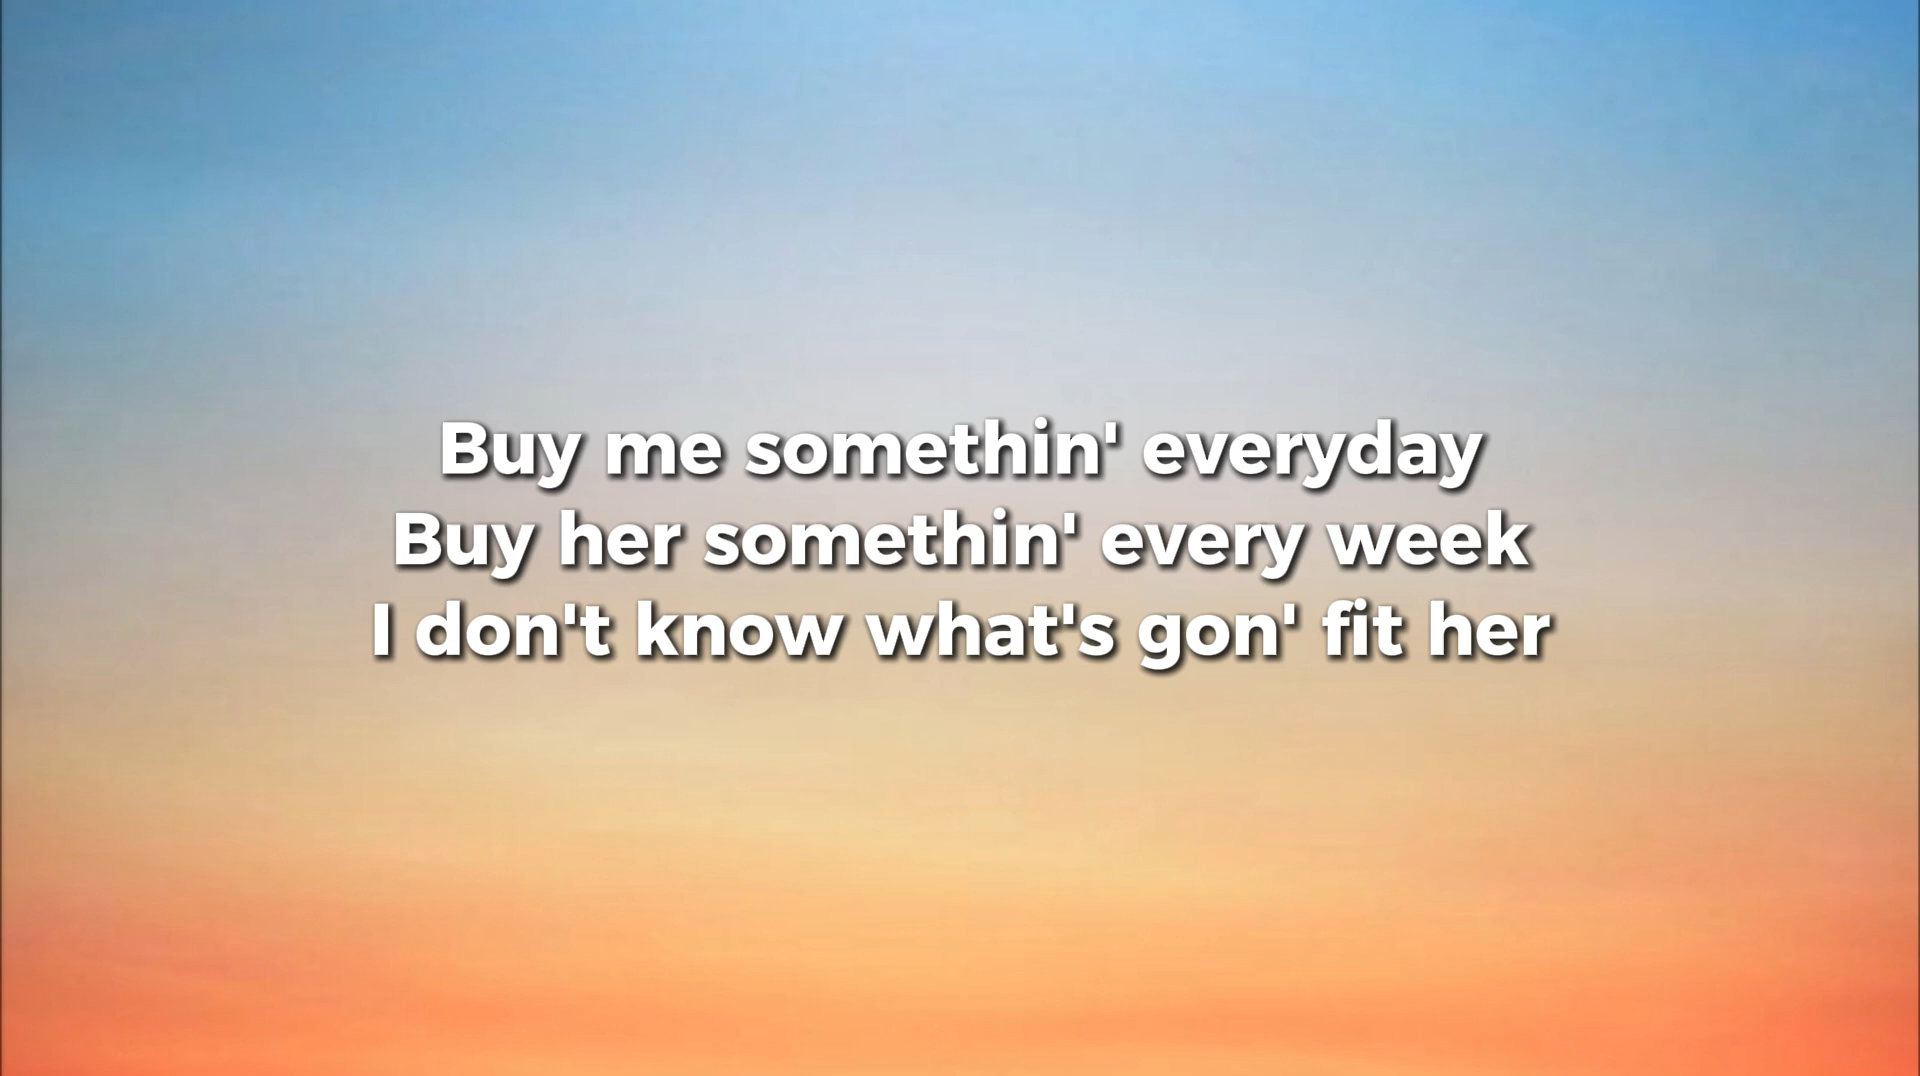 Buy me somethin' everyday
Buy her somethin' every week
I don't know what's gon' fit her